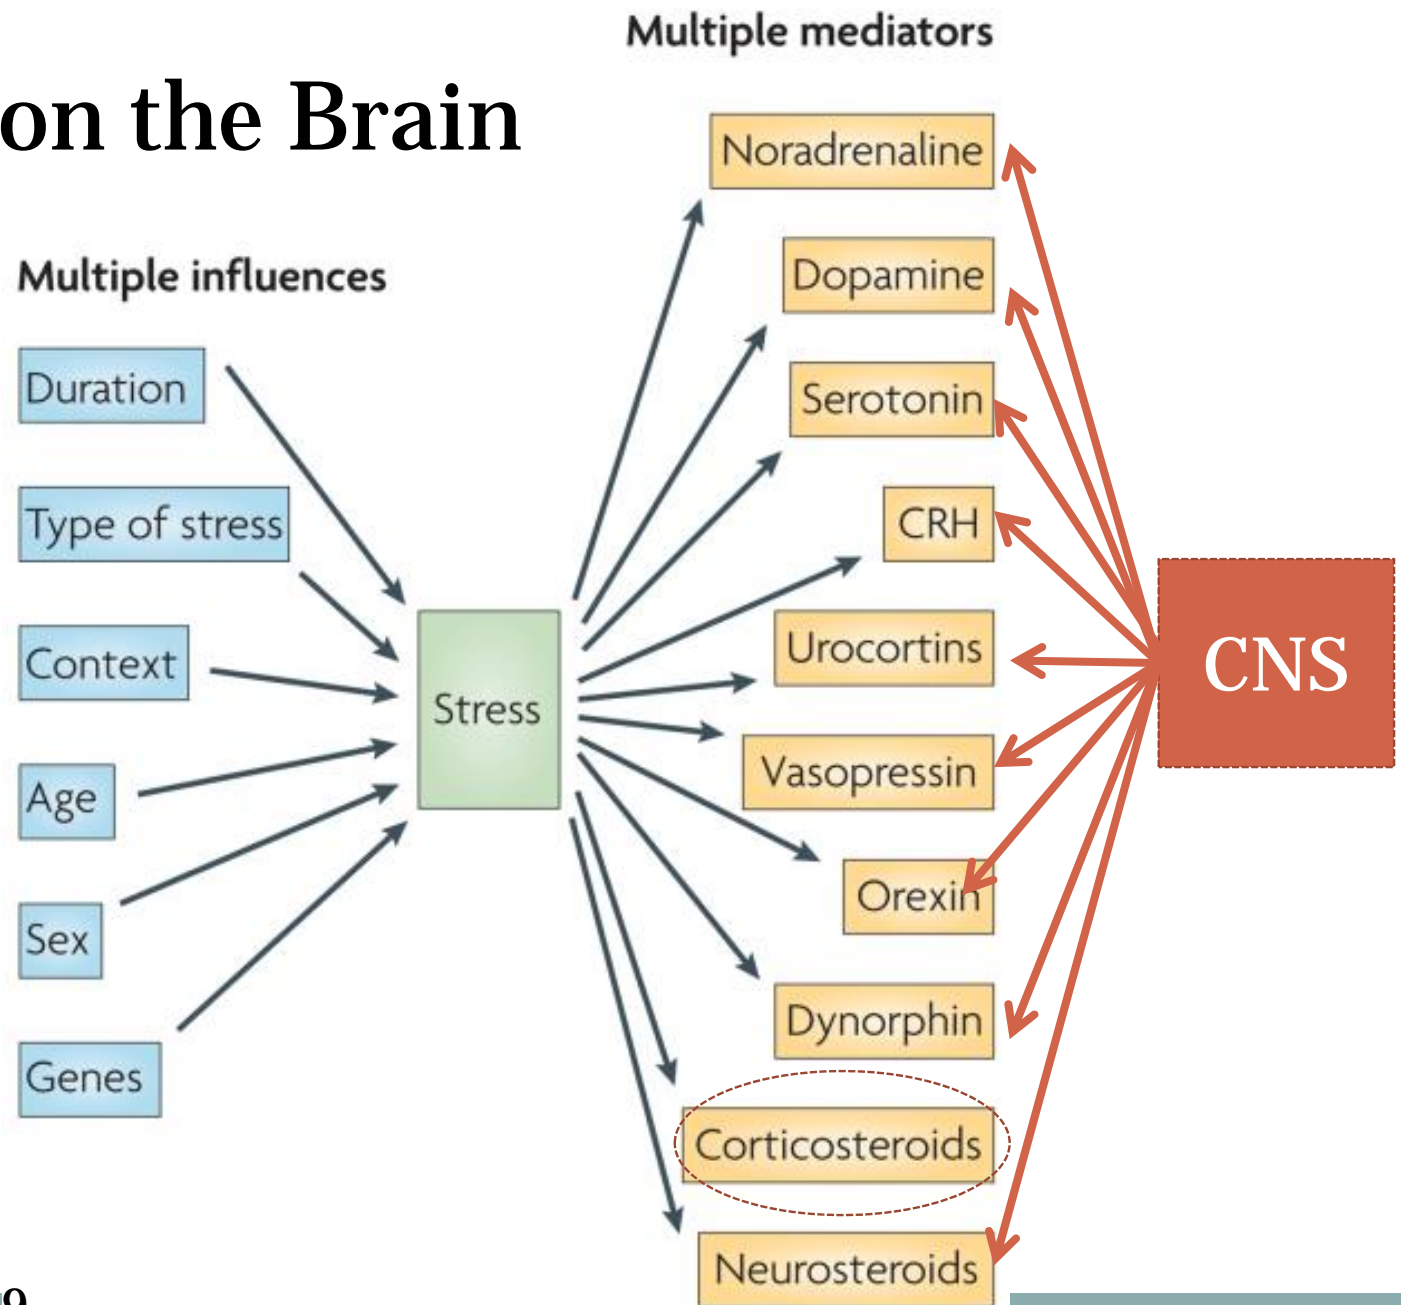 Multiple mediators
on the Brain
Noradrenaline
Multiple influences
Dopamine
Duration
Serotonin
Type of stress
CRH
Context
Urocortins
CNS
Stress
Vasopressin
Age
Orexin
Sex
Dynorphin
Genes
Corticosteroids
Neurosteroids
9